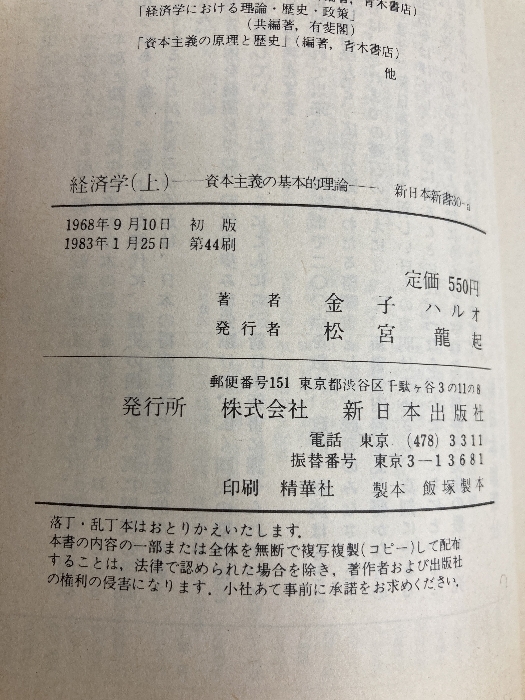 「経済学における理論・歴史・政策」
（共編著，有斐閣）
「資本主義の原理と歴史」（編著，青木書店）
他
経済学（上）――資本主義の基本的理論――　新日本新書30-a
1968年9月10日　初　版
1983年1月25日　第44刷
定価　550円
著　者　金　子　ハルオ
発行者　松　宮　龍　起
郵便番号151　東京都渋谷区千駄ヶ谷3の11の8
発行所　株式会社　新日本出版社
電話　東京　(478) 3311
振替番号　東京3―13681
印刷　精華社　　製本　飯塚製本
落丁・乱丁本はおとりかえいたします．
本書の内容の一部または全体を無断で複写複製（コピー）して配布
することは，法律で認められた場合を除き，著作者および出版社
の権利の侵害になります．小社あて事前に承諾をお求めください．